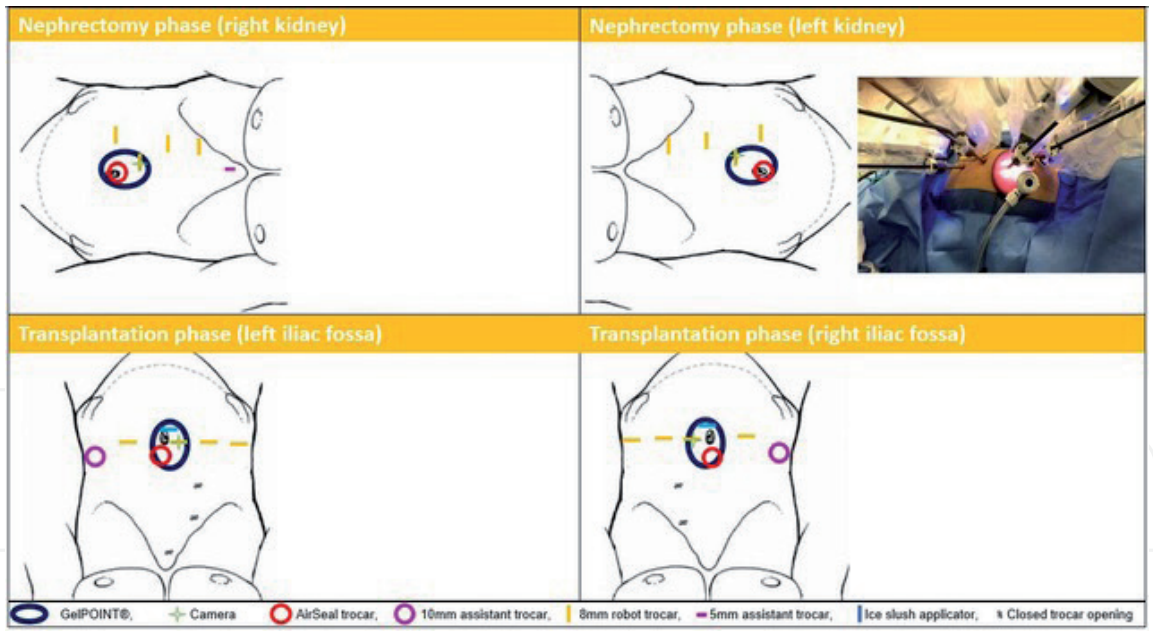 Nephrectomy phase (right kidney)
Nephrectomy phase (left kidney)
Transplantation phase (left iliac fossa)
Transplantation phase (right iliac fossa)
GelPOINT®, Camera AirSeal trocar, 10mm assistant trocar, 8mm robot trocar, 5mm assistant trocar, Ice slush applicator, Closed trocar opening